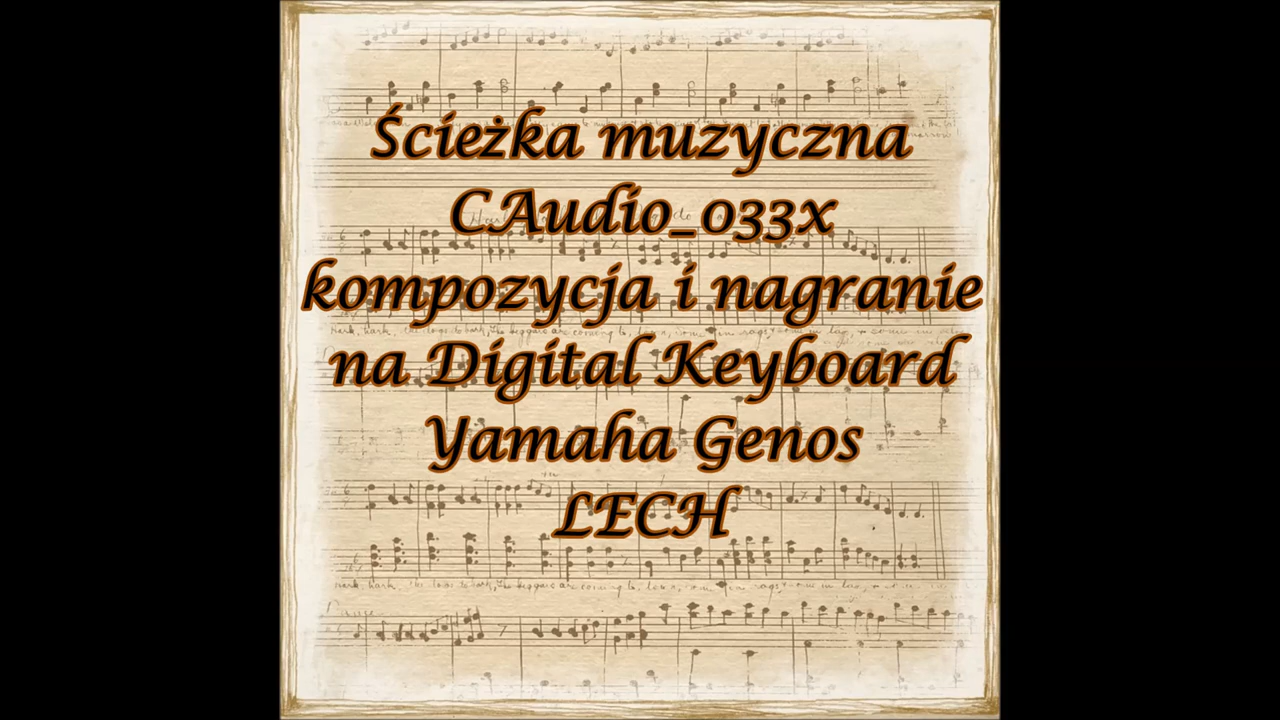 Ścieżka muzyczna
CAudio_033x
kompozycja i nagranie
na Digital Keyboard
Yamaha Genos
LECH